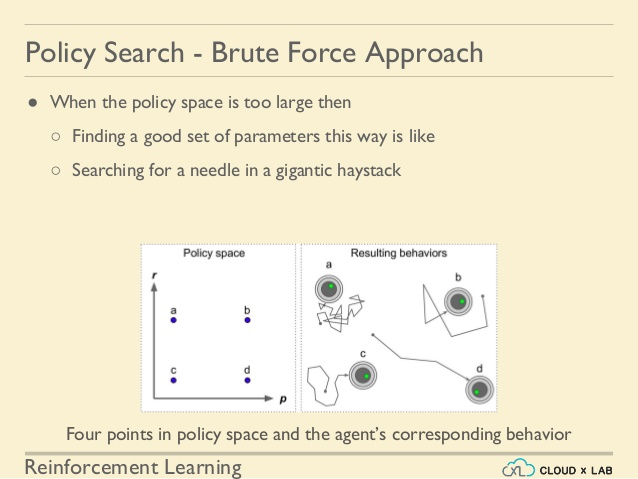 Policy Search - Brute Force Approach
● When the policy space is too large then
○ Finding a good set of parameters this way is like
○ Searching for a needle in a gigantic haystack
Policy space
r
a
b
c
d
p
Resulting behaviors
a
b
c
d
Four points in policy space and the agent's corresponding behavior
Reinforcement Learning
CLOUD x LAB